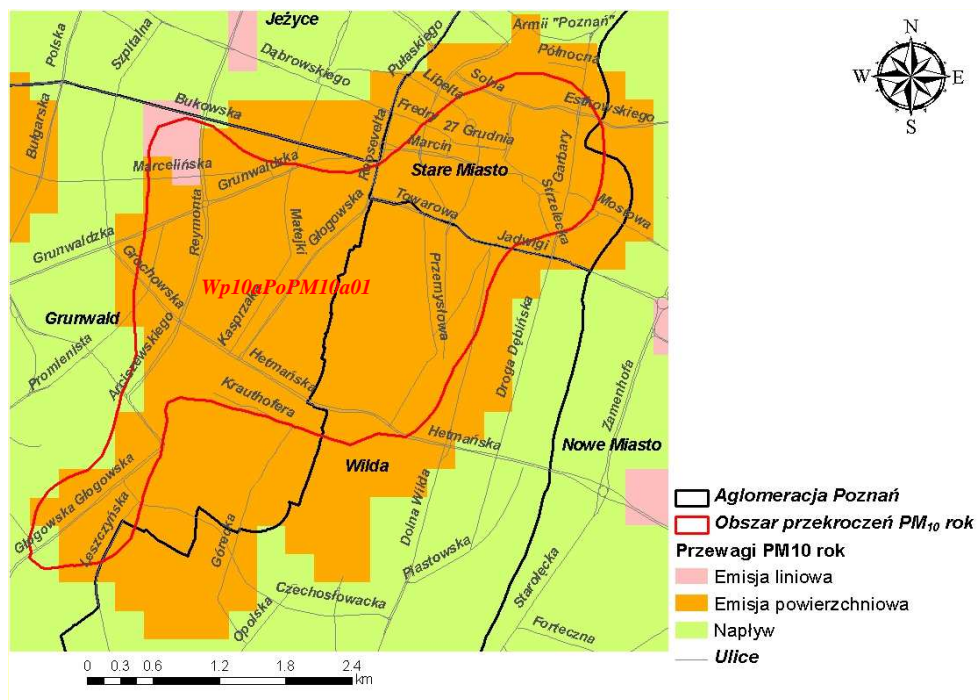 Jeżyce
Armii "Poznań"
Polska
Szpitalna
Dąbrowskiego
Pułaskiego
Północna
Libelta
Solna
Bukowska
Fredry
Estrowskiego
Bułgarska
27 Grudnia
Roosevelta
Marcin
Garbary
Marcelińska
Grunwaldzka
Stare Miasto
Strzelecka
Mostowa
Towarowa
Reymonta
Matejki
Głogowska
Jadwigi
Grunwaldzka
Grochowska
Przemysłowa
Wp10aPoPM10a01
Kasprzaka
Grunwald
Droga Dębińska
Promienista
Arciszewskiego
Hetmańska
Zamenhofa
Krauthofera
Hetmańska
Nowe Miasto
Wilda
Głogowska
Głogowska
Leszczyńska
Dolna Wilda
Górecka
Piastowska
Starołęcka
Czechosłowacka
Opolska
Forteczna
N
W
E
S
Aglomeracja Poznań
Obszar przekroczeń PM10 rok
Przewagi PM10 rok
Emisja liniowa
Emisja powierzchniowa
Napływ
Ulice
0 0.3 0.6 1.2 1.8 2.4
km